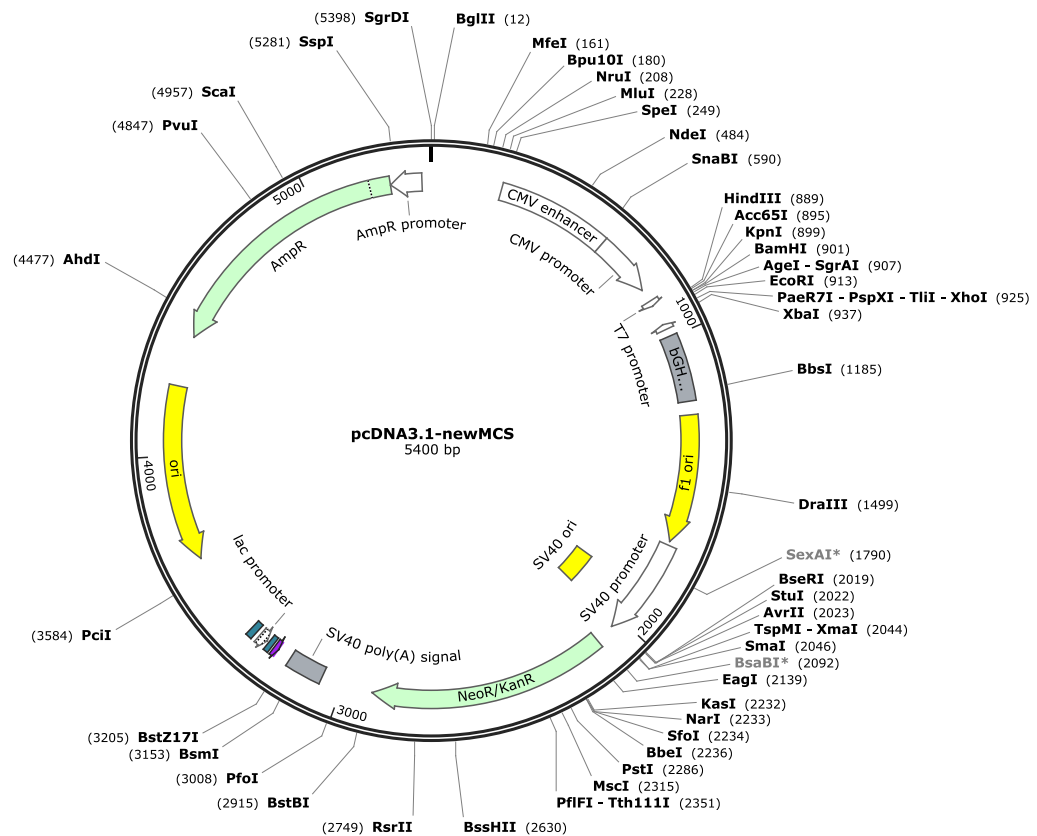 (5398) SgrDI
BglII (12)
(5281) SspI
MfeI (161)
Bpu10I (180)
NruI (208)
MluI (228)
SpeI (249)
(4957) ScaI
(4847) PvuI
NdeI (484)
SnaBI (590)
HindIII (889)
Acc65I (895)
KpnI (899)
BamHI (901)
AgeI - SgrAI (907)
EcoRI (913)
PaeR7I - PspXI - TliI - XhoI (925)
XbaI (937)
(4477) AhdI
BbsI (1185)
DraIII (1499)
SexAI* (1790)
BseRI (2019)
StuI (2022)
AvrII (2023)
TspMI - XmaI (2044)
SmaI (2046)
BsaBI* (2092)
EagI (2139)
KasI (2232)
NarI (2233)
SfoI (2234)
BbeI (2236)
PstI (2286)
MscI (2315)
PflFI - Tth111I (2351)
BssHII (2630)
(2749) RsrII
(2915) BstBI
(3008) PfoI
(3153) BsmI
(3205) BstZ17I
(3584) PciI
5000
1000
2000
3000
4000
AmpR promoter
AmpR
CMV enhancer
CMV promoter
T7 promoter
bGH...
f1 ori
SV40 promoter
SV40 ori
NeoR/KanR
SV40 poly(A) signal
lac promoter
ori
pcDNA3.1-newMCS
5400 bp